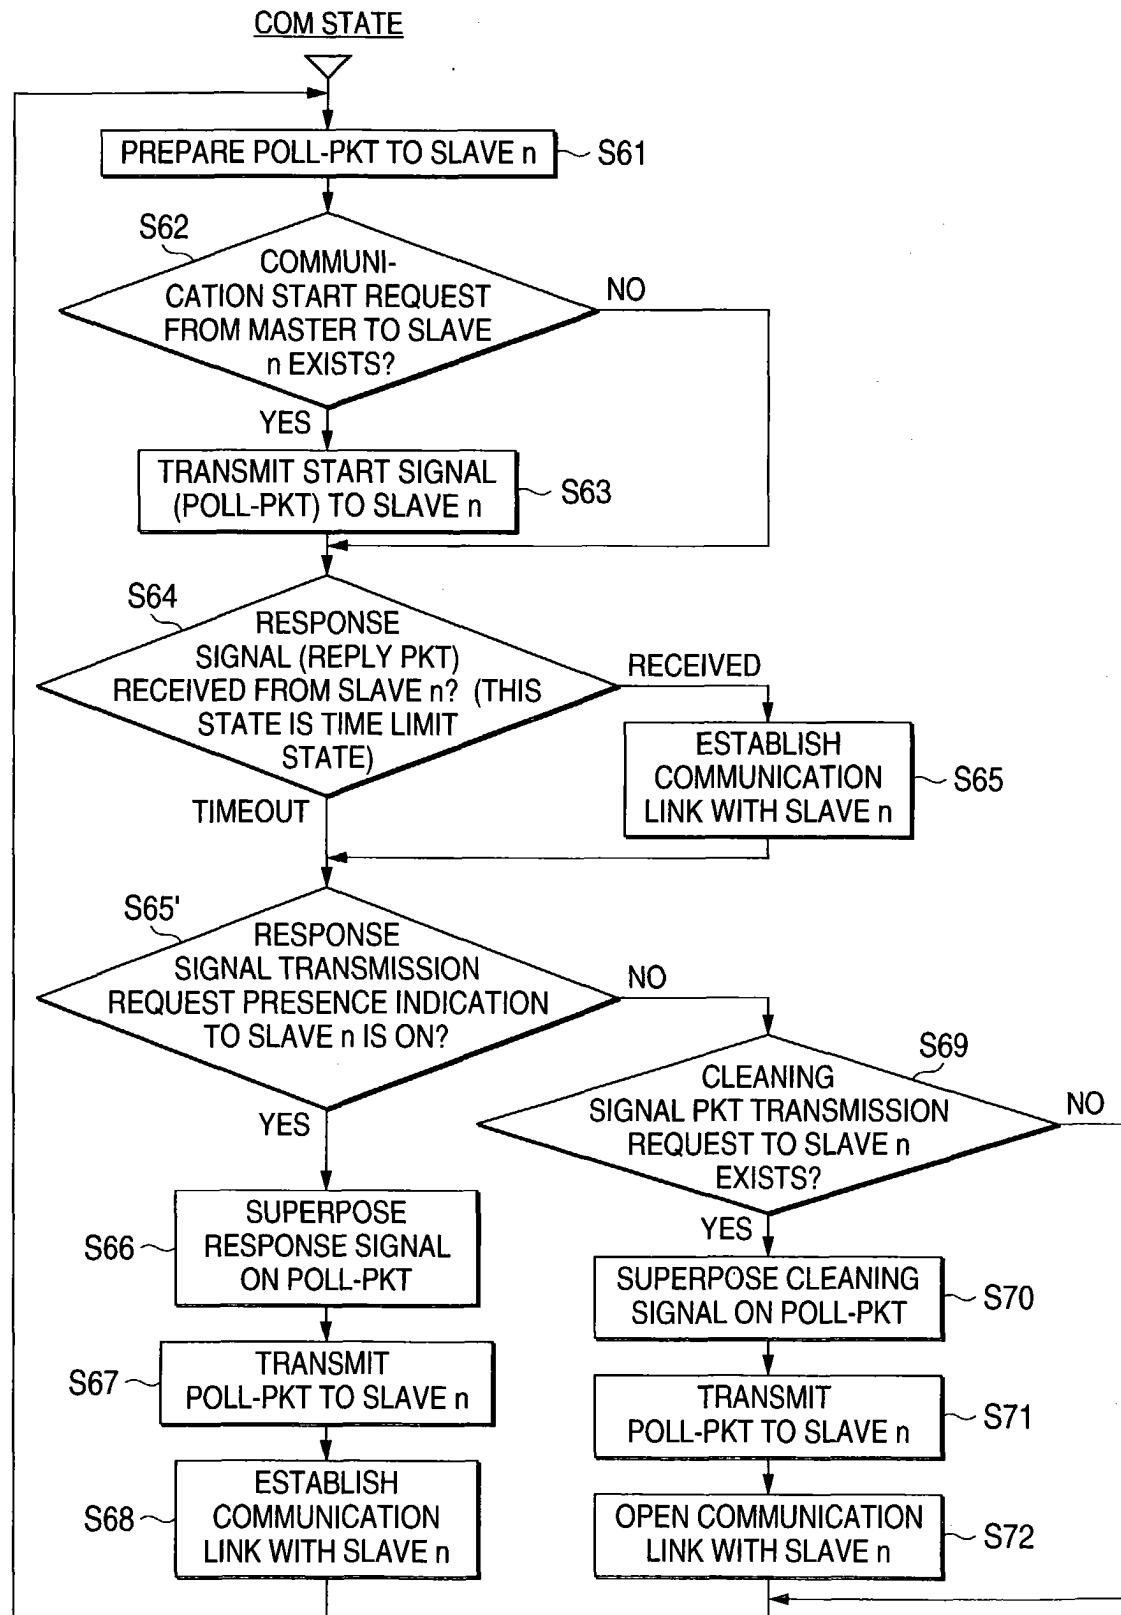 COM STATE
PREPARE POLL-PKT TO SLAVE n
S61
S62
COMMUNI-
CATION START REQUEST
FROM MASTER TO SLAVE
n EXISTS?
NO
YES
TRANSMIT START SIGNAL
(POLL-PKT) TO SLAVE n
S63
S64
RESPONSE
SIGNAL (REPLY PKT)
RECEIVED FROM SLAVE n? (THIS
STATE IS TIME LIMIT
STATE)
RECEIVED
TIMEOUT
ESTABLISH
COMMUNICATION
LINK WITH SLAVE n
S65
S65'
RESPONSE
SIGNAL TRANSMISSION
REQUEST PRESENCE INDICATION
TO SLAVE n IS ON?
NO
YES
S69
CLEANING
SIGNAL PKT TRANSMISSION
REQUEST TO SLAVE n
EXISTS?
NO
YES
S66
SUPERPOSE
RESPONSE SIGNAL
ON POLL-PKT
S67
TRANSMIT
POLL-PKT TO SLAVE n
S68
ESTABLISH
COMMUNICATION
LINK WITH SLAVE n
SUPERPOSE CLEANING
SIGNAL ON POLL-PKT
S70
TRANSMIT
POLL-PKT TO SLAVE n
S71
OPEN COMMUNICATION
LINK WITH SLAVE n
S72